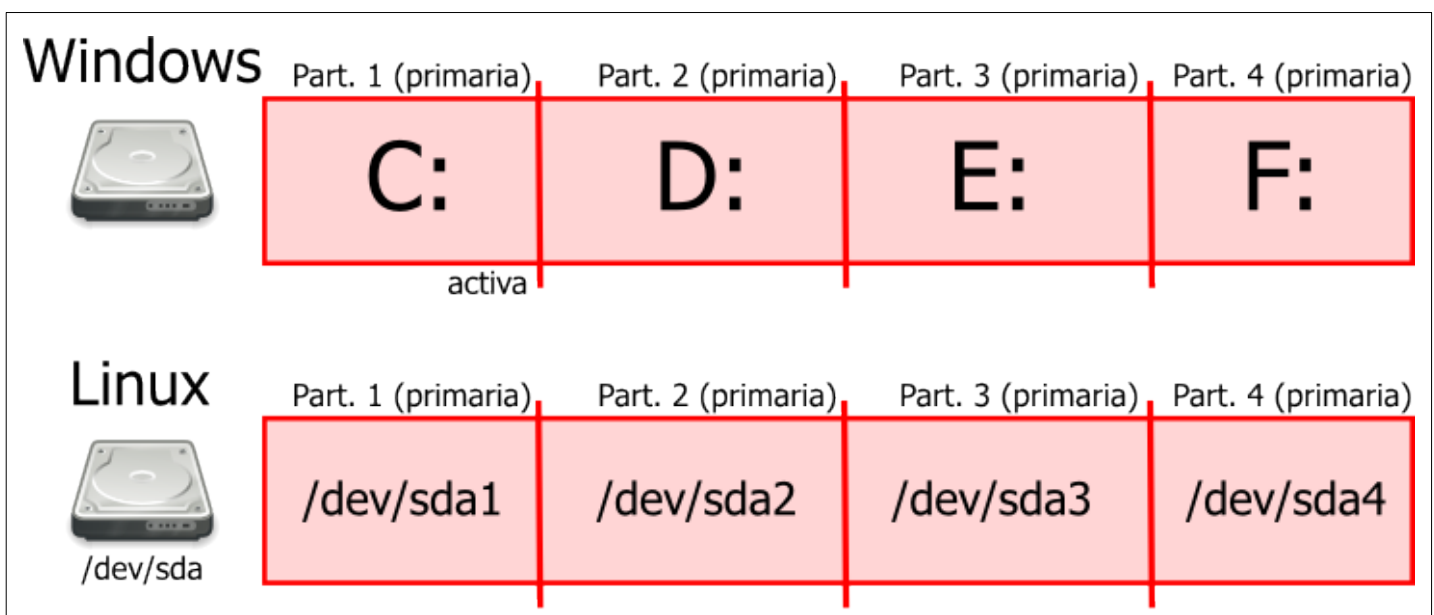 Windows
Part. 1 (primaria) Part. 2 (primaria) Part. 3 (primaria) Part. 4 (primaria)
C: D: E: F:
activa
Linux
Part. 1 (primaria) Part. 2 (primaria) Part. 3 (primaria) Part. 4 (primaria)
/dev/sda1 /dev/sda2 /dev/sda3 /dev/sda4
/dev/sda